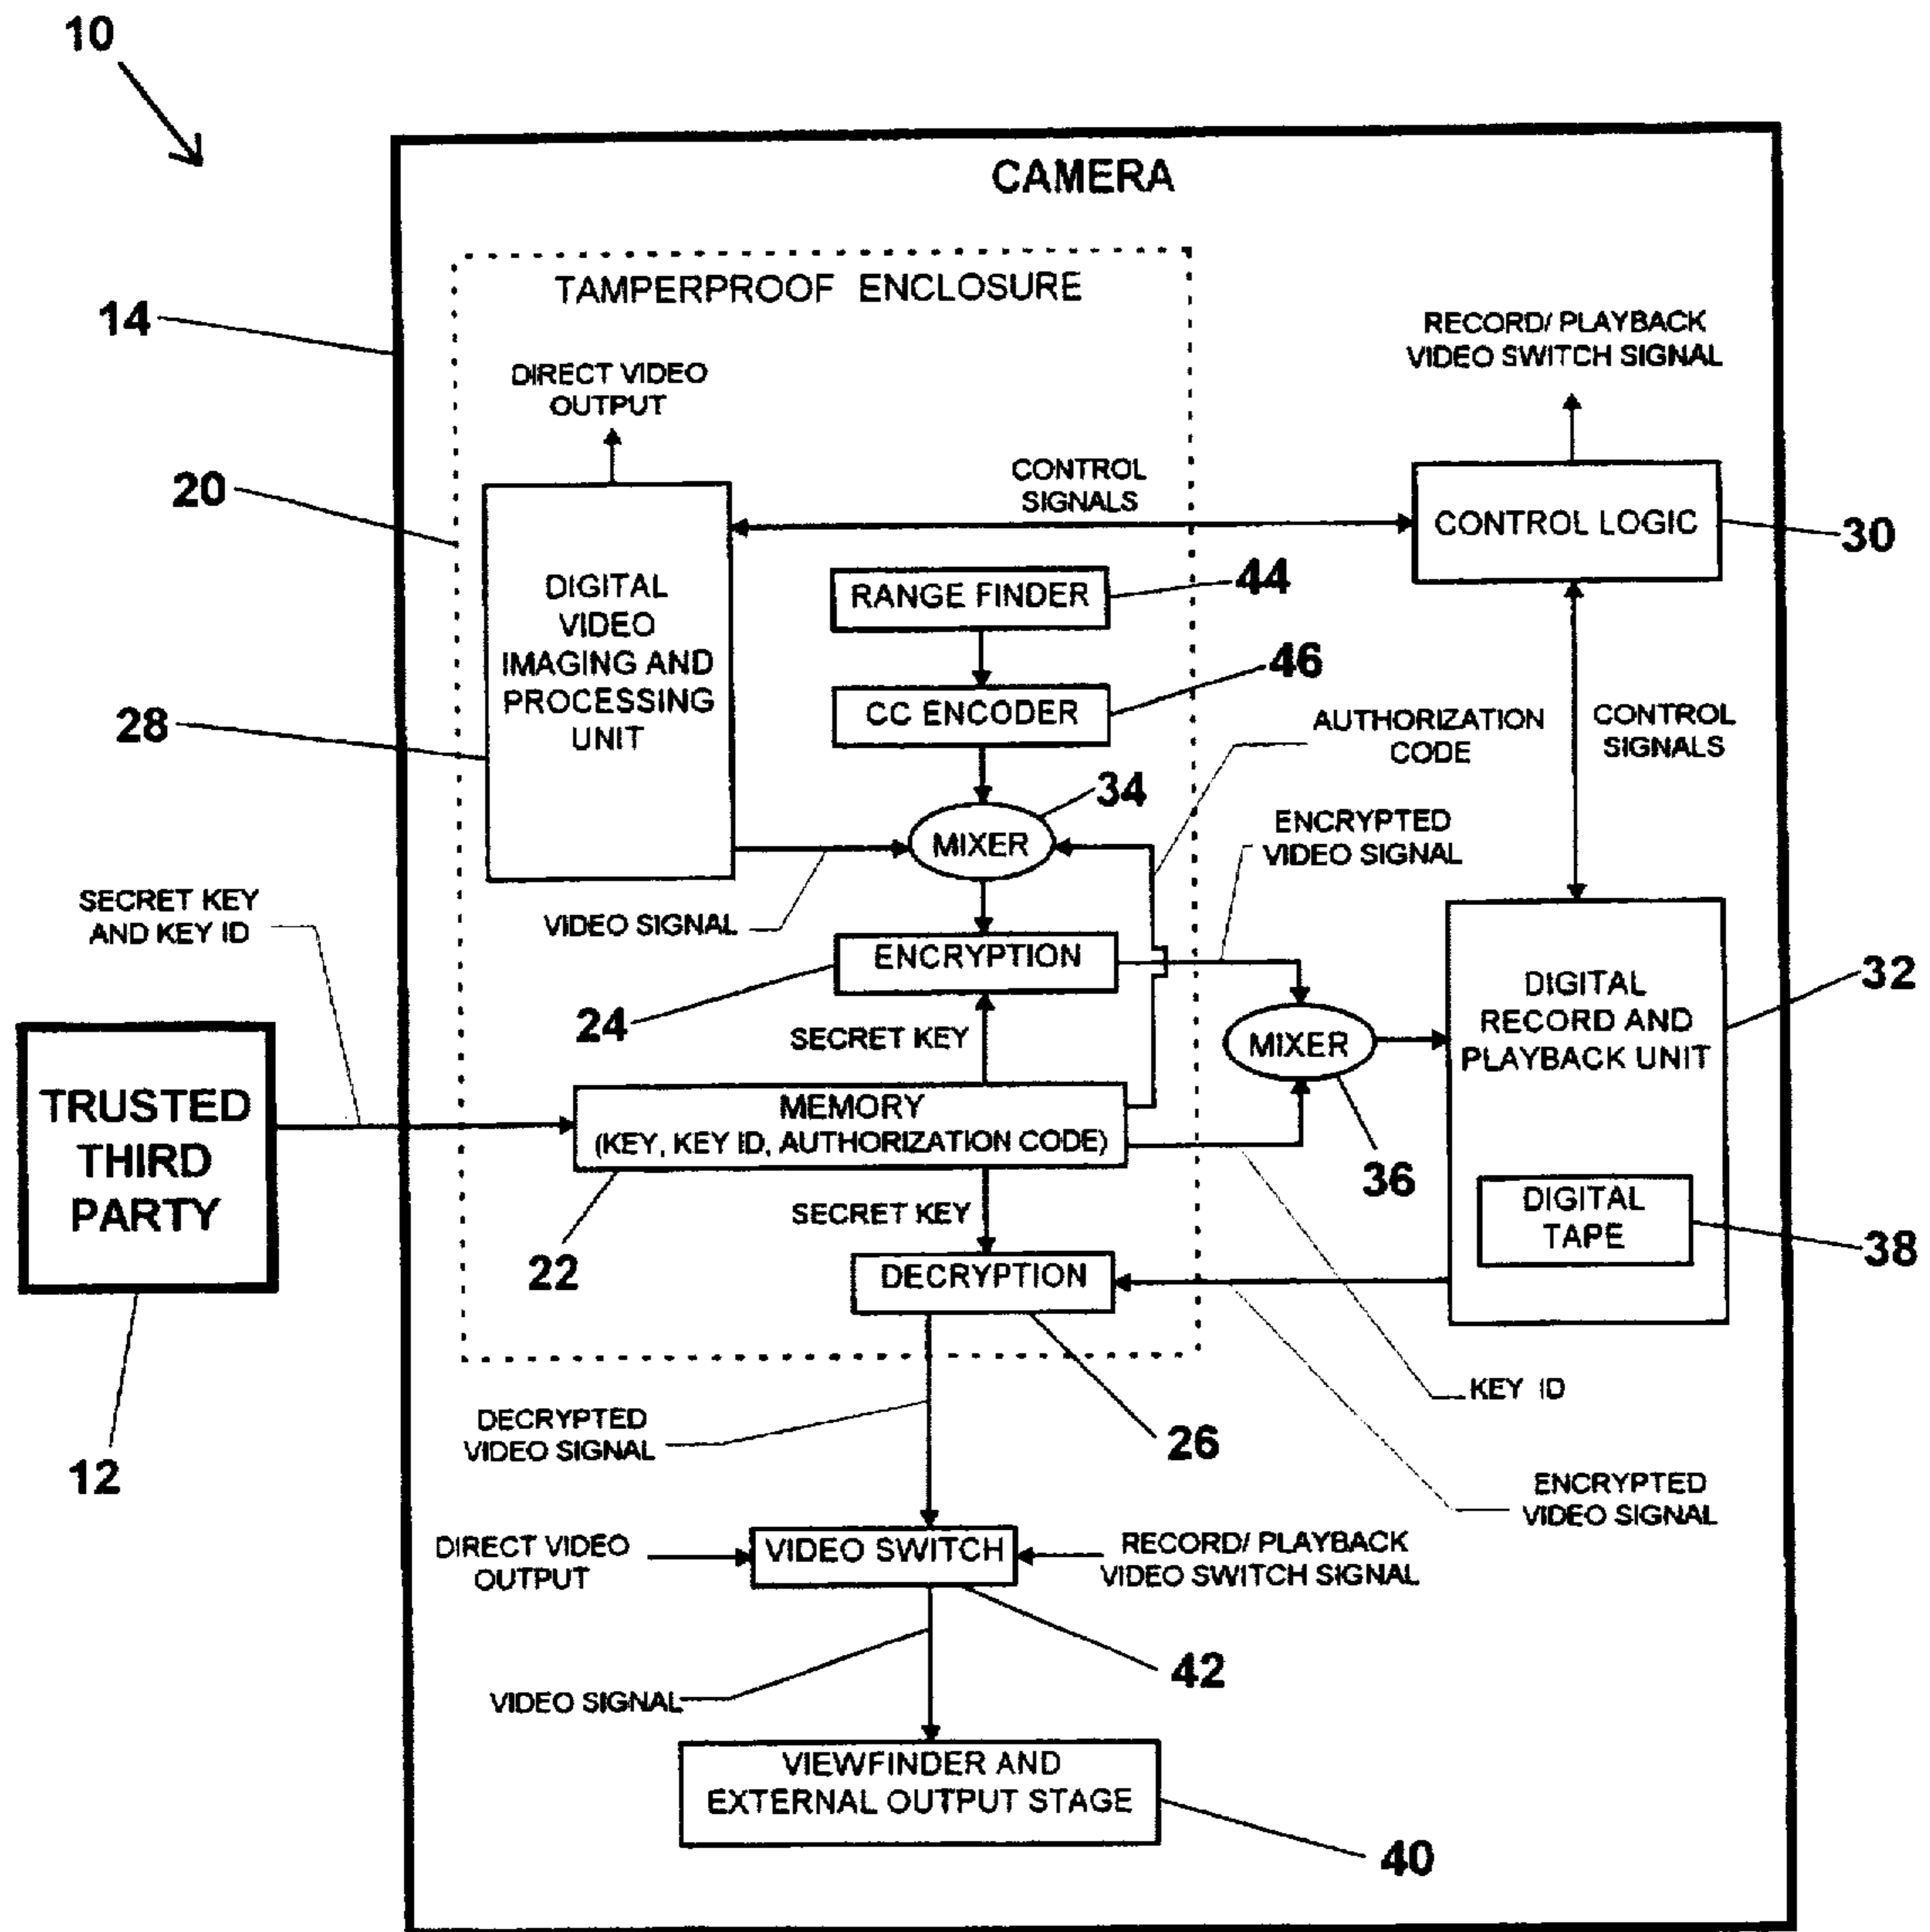 10
CAMERA
TAMPERPROOF ENCLOSURE
14
RECORD/ PLAYBACK
VIDEO SWITCH SIGNAL
DIRECT VIDEO
OUTPUT
20
CONTROL
SIGNALS
CONTROL LOGIC
30
DIGITAL
VIDEO
IMAGING AND
PROCESSING
UNIT
RANGE FINDER
44
46
CC ENCODER
28
AUTHORIZATION
CODE
CONTROL
SIGNALS
34
MIXER
ENCRYPTED
VIDEO SIGNAL
SECRET KEY
AND KEY ID
VIDEO SIGNAL
ENCRYPTION
24
SECRET KEY
MIXER
36
DIGITAL
RECORD AND
PLAYBACK UNIT
32
TRUSTED
THIRD
PARTY
MEMORY
(KEY, KEY ID, AUTHORIZATION CODE)
DIGITAL
TAPE
38
SECRET KEY
22
DECRYPTION
12
KEY ID
DECRYPTED
VIDEO SIGNAL
26
ENCRYPTED
VIDEO SIGNAL
DIRECT VIDEO
OUTPUT
VIDEO SWITCH
RECORD/ PLAYBACK
VIDEO SWITCH SIGNAL
42
VIDEO SIGNAL
VIEWFINDER AND
EXTERNAL OUTPUT STAGE
40